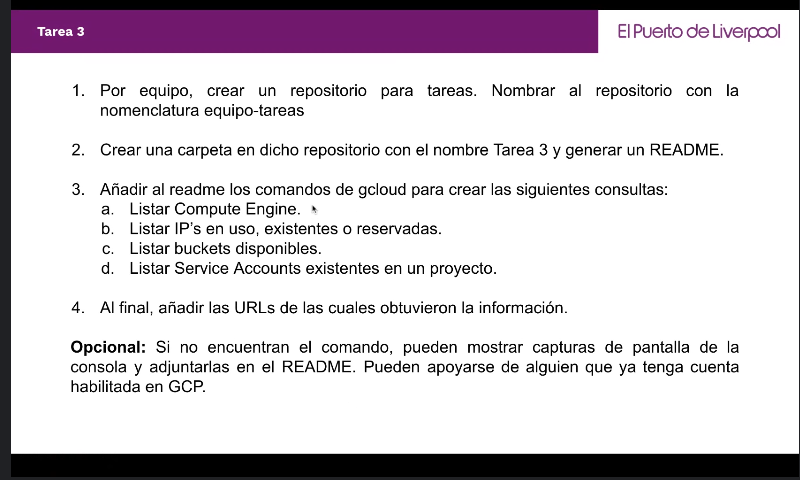 Tarea 3
El Puerto de Liverpool
1. Por equipo, crear un repositorio para tareas. Nombrar al repositorio con la
nomenclatura equipo-tareas
2. Crear una carpeta en dicho repositorio con el nombre Tarea 3 y generar un README.
3. Añadir al readme los comandos de gcloud para crear las siguientes consultas:
a. Listar Compute Engine.
b. Listar IP’s en uso, existentes o reservadas.
c. Listar buckets disponibles.
d. Listar Service Accounts existentes en un proyecto.
4. Al final, añadir las URLs de las cuales obtuvieron la información.
Opcional: Si no encuentran el comando, pueden mostrar capturas de pantalla de la
consola y adjuntarlas en el README. Pueden apoyarse de alguien que ya tenga cuenta
habilitada en GCP.